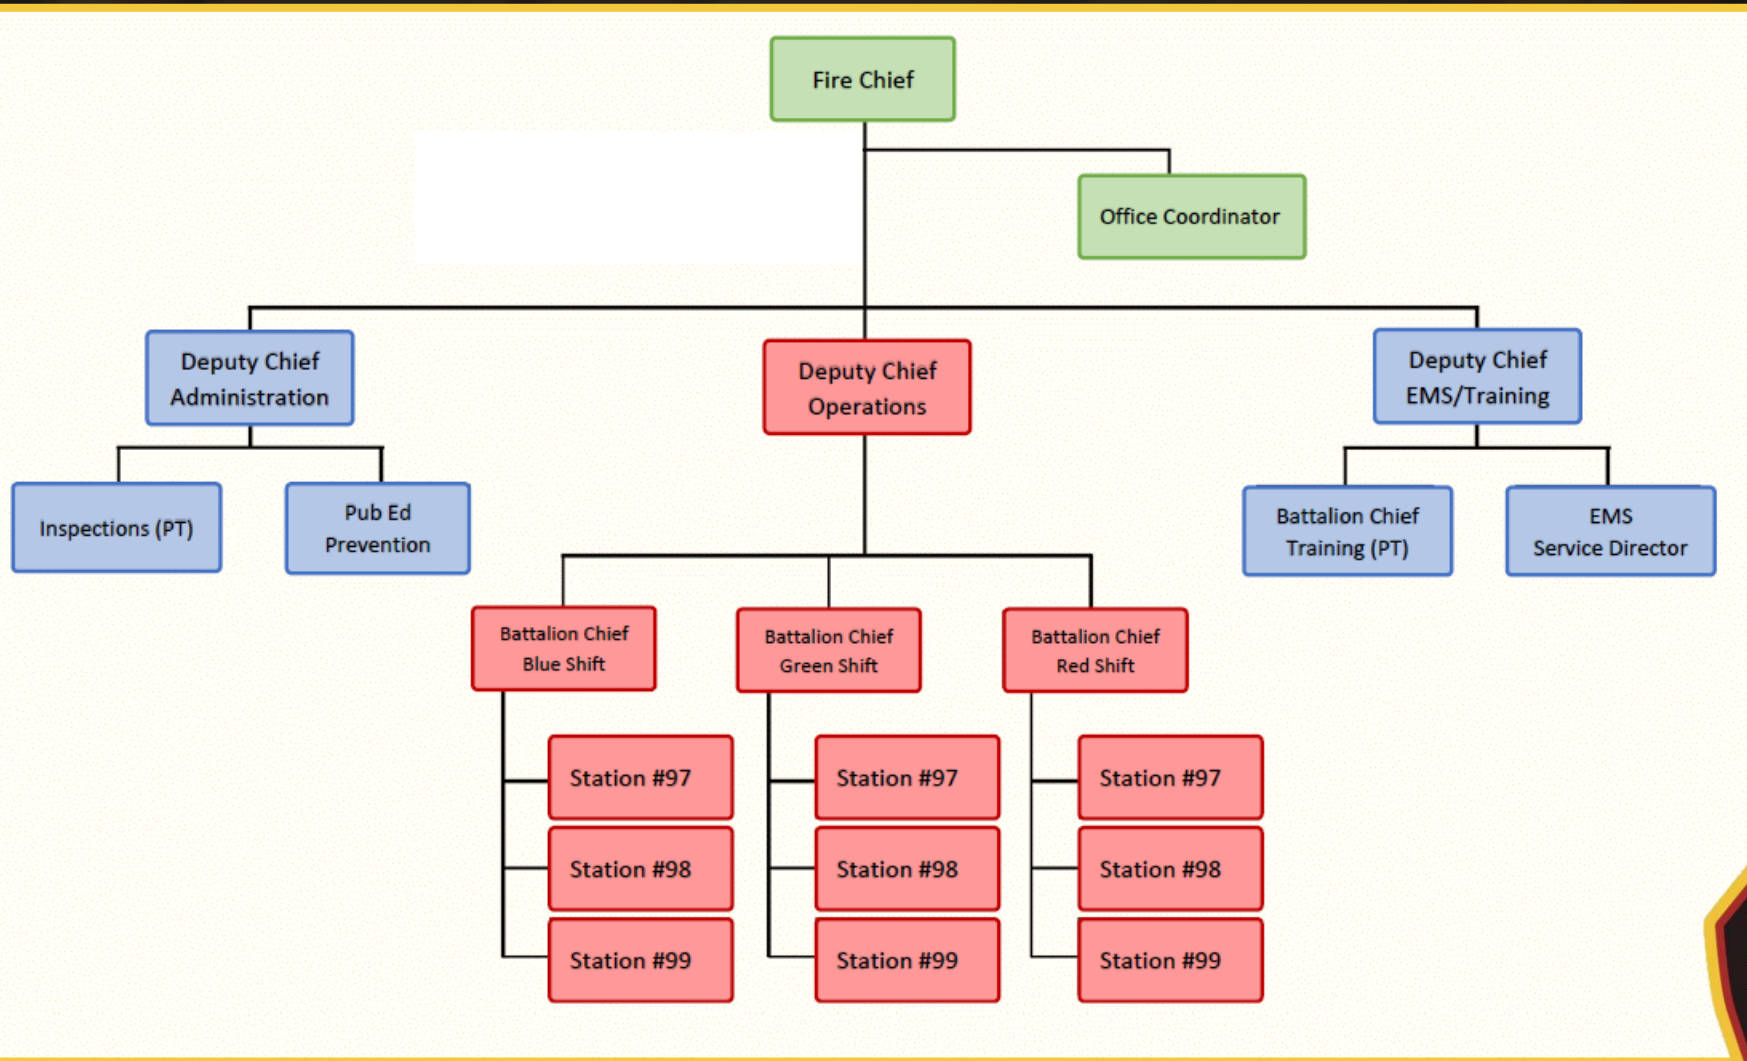 Fire Chief
Office Coordinator
Deputy Chief
Administration
Deputy Chief
Operations
Deputy Chief
EMS/Training
Inspections (PT)
Pub Ed
Prevention
Battalion Chief
Training (PT)
EMS
Service Director
Battalion Chief
Blue Shift
Battalion Chief
Green Shift
Battalion Chief
Red Shift
Station #97
Station #97
Station #97
Station #98
Station #98
Station #98
Station #99
Station #99
Station #99